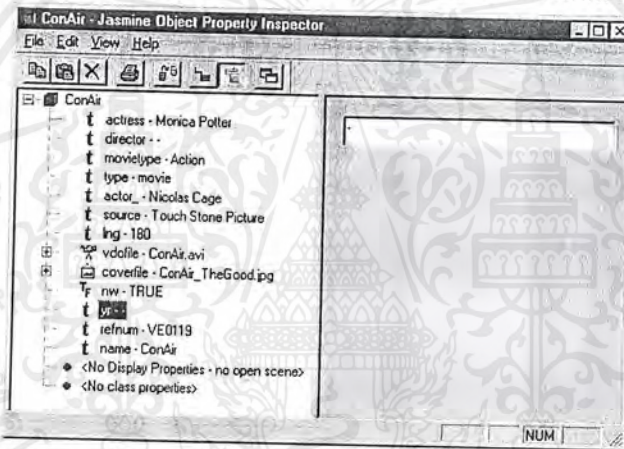 ConAir - Jasmine Object Property Inspector
File Edit View Help
ConAir
actress - Monica Potter
director - -
movietype - Action
type - movie
actor_ - Nicolas Cage
source - Touch Stone Picture
lng - 180
vdofile - ConAir.avi
coverfile - ConAir_TheGood.jpg
nw - TRUE
yr - -
refnum - VE0119
name - ConAir
<No Display Properties - no open scene>
<No class properties>
-
NUM